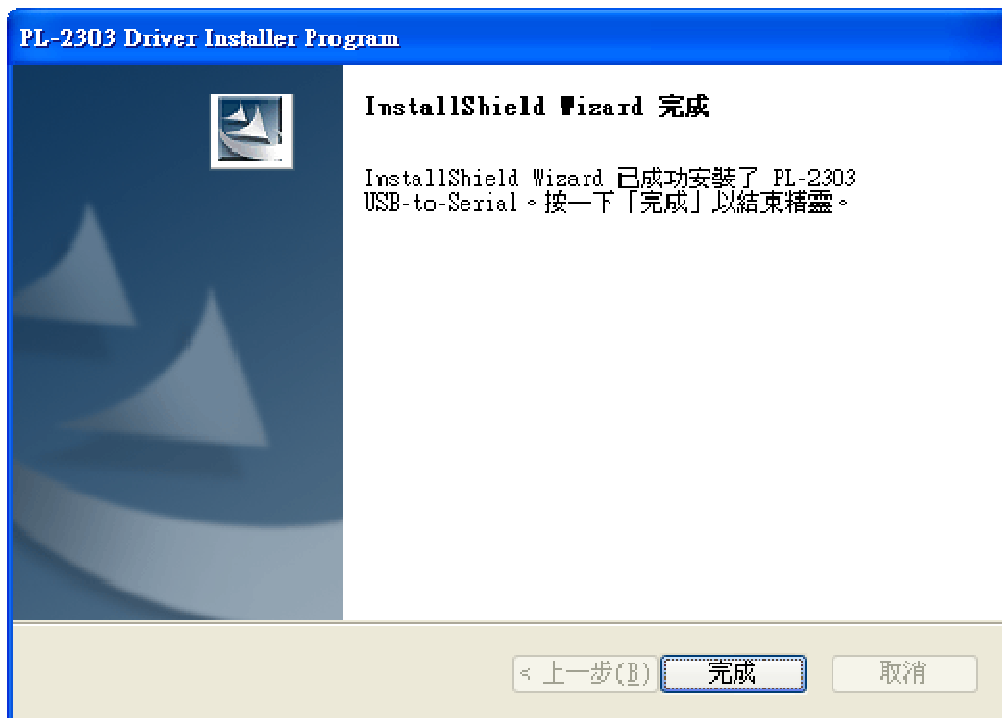 PL-2303 Driver Installer Program
InstallShield Wizard 完成
InstallShield Wizard 已成功安裝了 PL-2303
USB-to-Serial。按一下「完成」以結束精靈。
< 上一步(B)
完成
取消